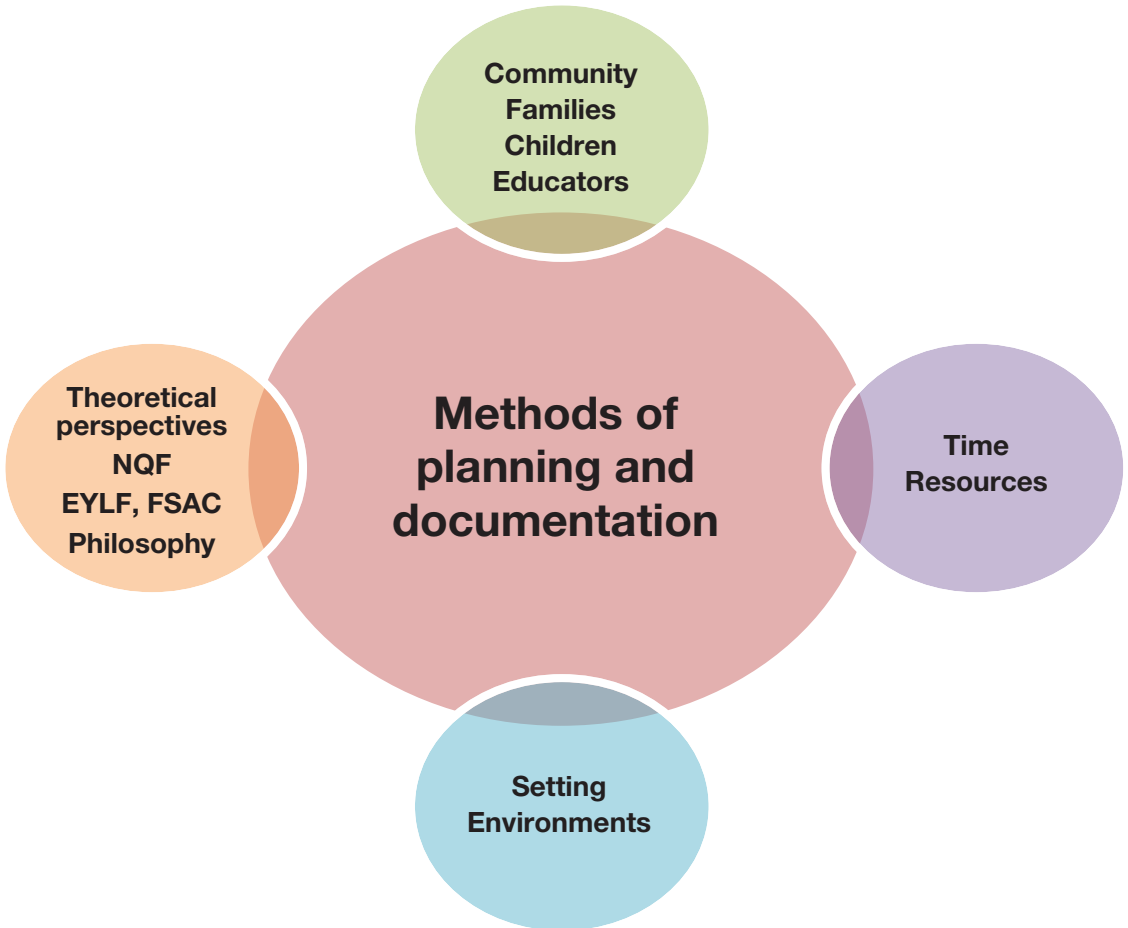 Community
Families
Children
Educators
Theoretical
perspectives
NQF
EYLF, FSAC
Philosophy
Methods of
planning and
documentation
Time
Resources
Setting
Environments